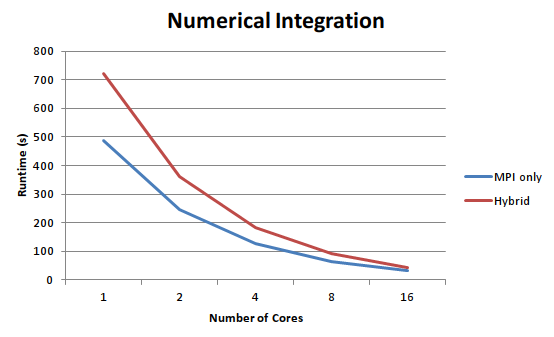 Numerical Integration
800
700
600
500
400
300
200
100
0
Runtime (s)
1 2 4 8 16
Number of Cores
MPI only
Hybrid